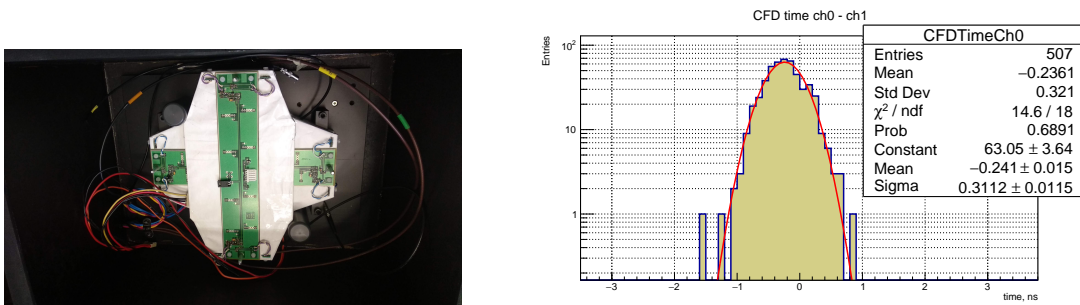 CFD time ch0 - ch1
Entries
CFDTimeCh0
Entries 507
Mean −0.2361
Std Dev 0.321
χ² / ndf 14.6 / 18
Prob 0.6891
Constant 63.05 ± 3.64
Mean −0.241 ± 0.015
Sigma 0.3112 ± 0.0115
10²
10
1
−3 −2 −1 0 1 2 3
time, ns